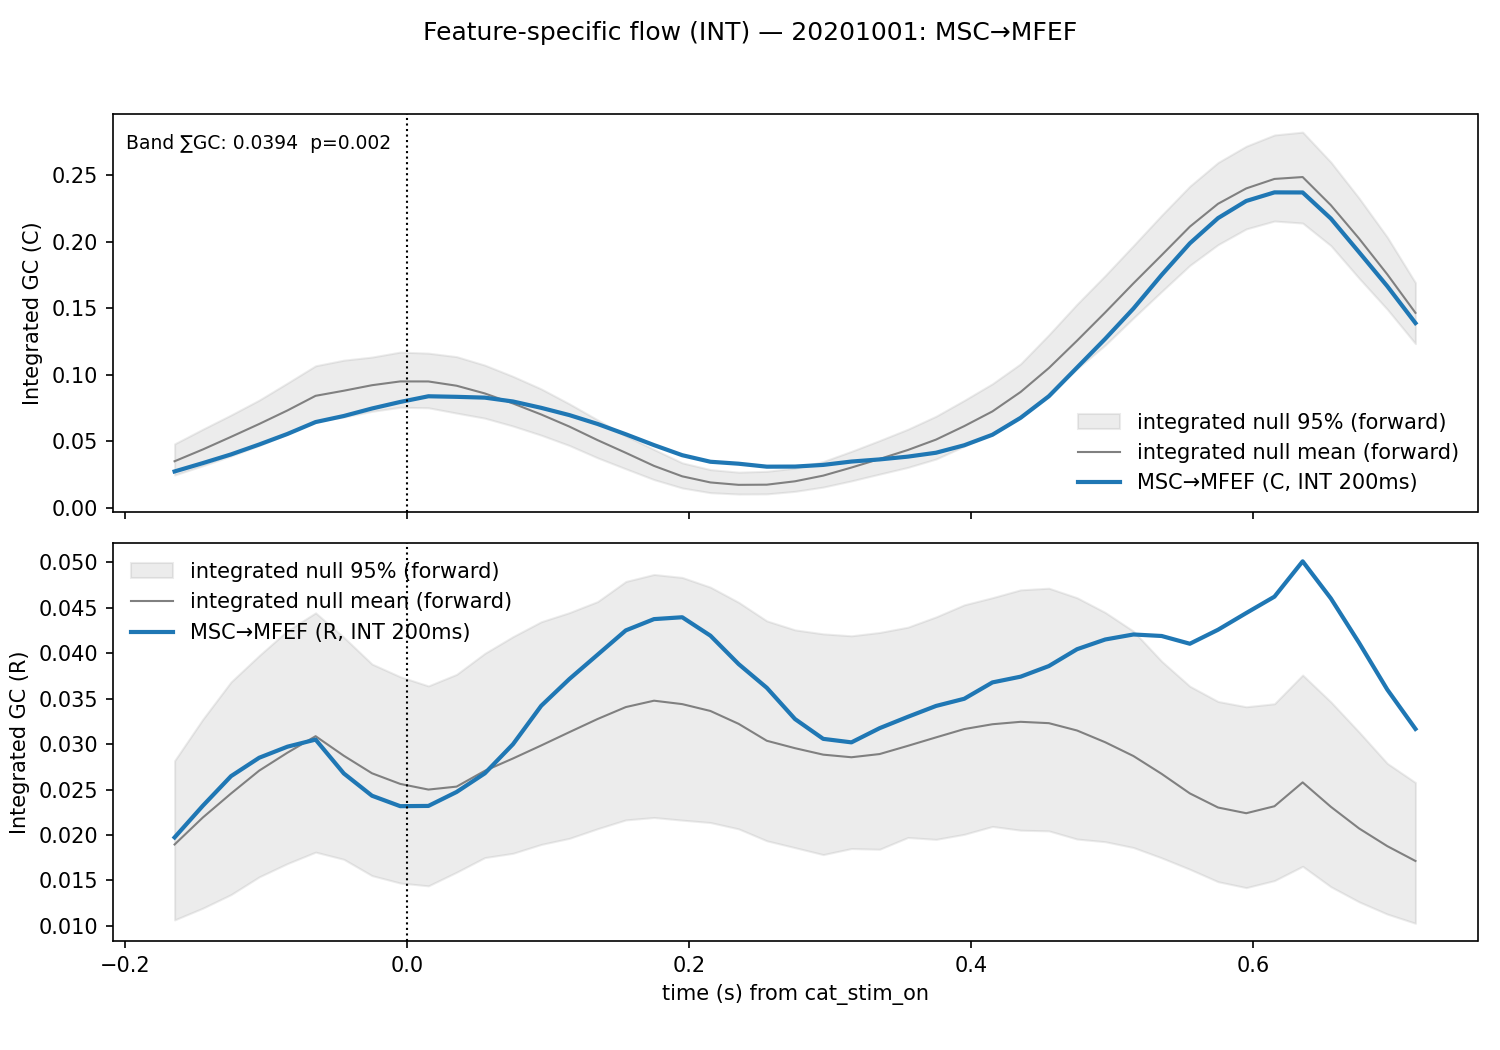 Feature-specific flow (INT) — 20201001: MSC→MFEF
Band ∑GC: 0.0394  p=0.002
Integrated GC (C)
0.25
0.20
0.15
0.10
0.05
0.00
integrated null 95% (forward)
integrated null mean (forward)
MSC→MFEF (C, INT 200ms)
Integrated GC (R)
0.050
0.045
0.040
0.035
0.030
0.025
0.020
0.015
0.010
integrated null 95% (forward)
integrated null mean (forward)
MSC→MFEF (R, INT 200ms)
−0.2 0.0 0.2 0.4 0.6
time (s) from cat_stim_on